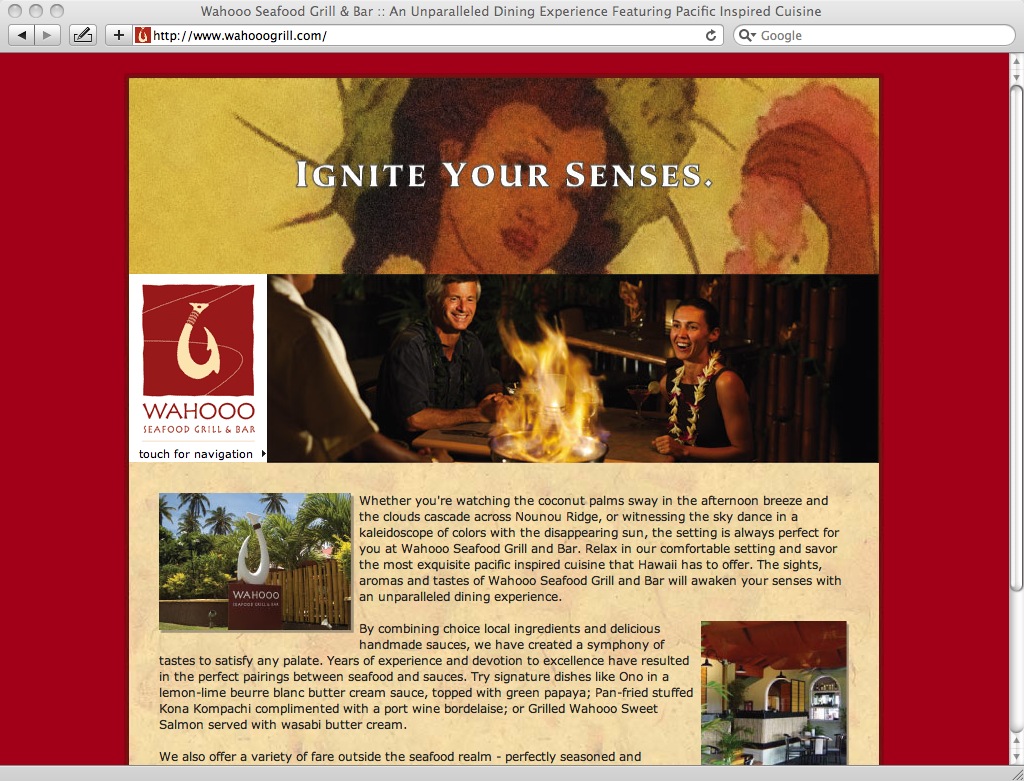 Wahooo Seafood Grill & Bar :: An Unparalleled Dining Experience Featuring Pacific Inspired Cuisine
http://www.wahooogrill.com/
Google
Ignite Your Senses.
WAHOOO
SEAFOOD GRILL & BAR
touch for navigation
WAHOOO
SEAFOOD GRILL & BAR
Whether you're watching the coconut palms sway in the afternoon breeze and
the clouds cascade across Nounou Ridge, or witnessing the sky dance in a
kaleidoscope of colors with the disappearing sun, the setting is always perfect for
you at Wahooo Seafood Grill and Bar. Relax in our comfortable setting and savor
the most exquisite pacific inspired cuisine that Hawaii has to offer. The sights,
aromas and tastes of Wahooo Seafood Grill and Bar will awaken your senses with
an unparalleled dining experience.
By combining choice local ingredients and delicious
handmade sauces, we have created a symphony of
tastes to satisfy any palate. Years of experience and devotion to excellence have resulted
in the perfect pairings between seafood and sauces. Try signature dishes like Ono in a
lemon-lime beurre blanc butter cream sauce, topped with green papaya; Pan-fried stuffed
Kona Kompachi complimented with a port wine bordelaise; or Grilled Wahooo Sweet
Salmon served with wasabi butter cream.
We also offer a variety of fare outside the seafood realm - perfectly seasoned and